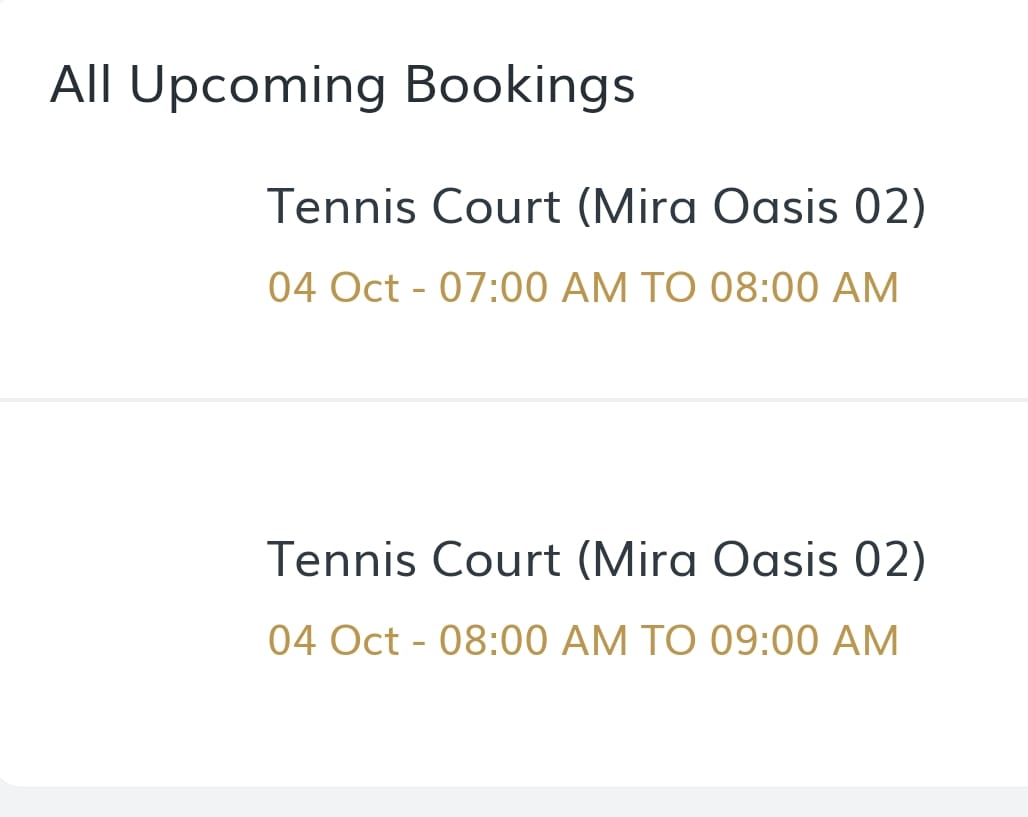 All Upcoming Bookings
Tennis Court (Mira Oasis 02)
04 Oct - 07:00 AM TO 08:00 AM
Tennis Court (Mira Oasis 02)
04 Oct - 08:00 AM TO 09:00 AM